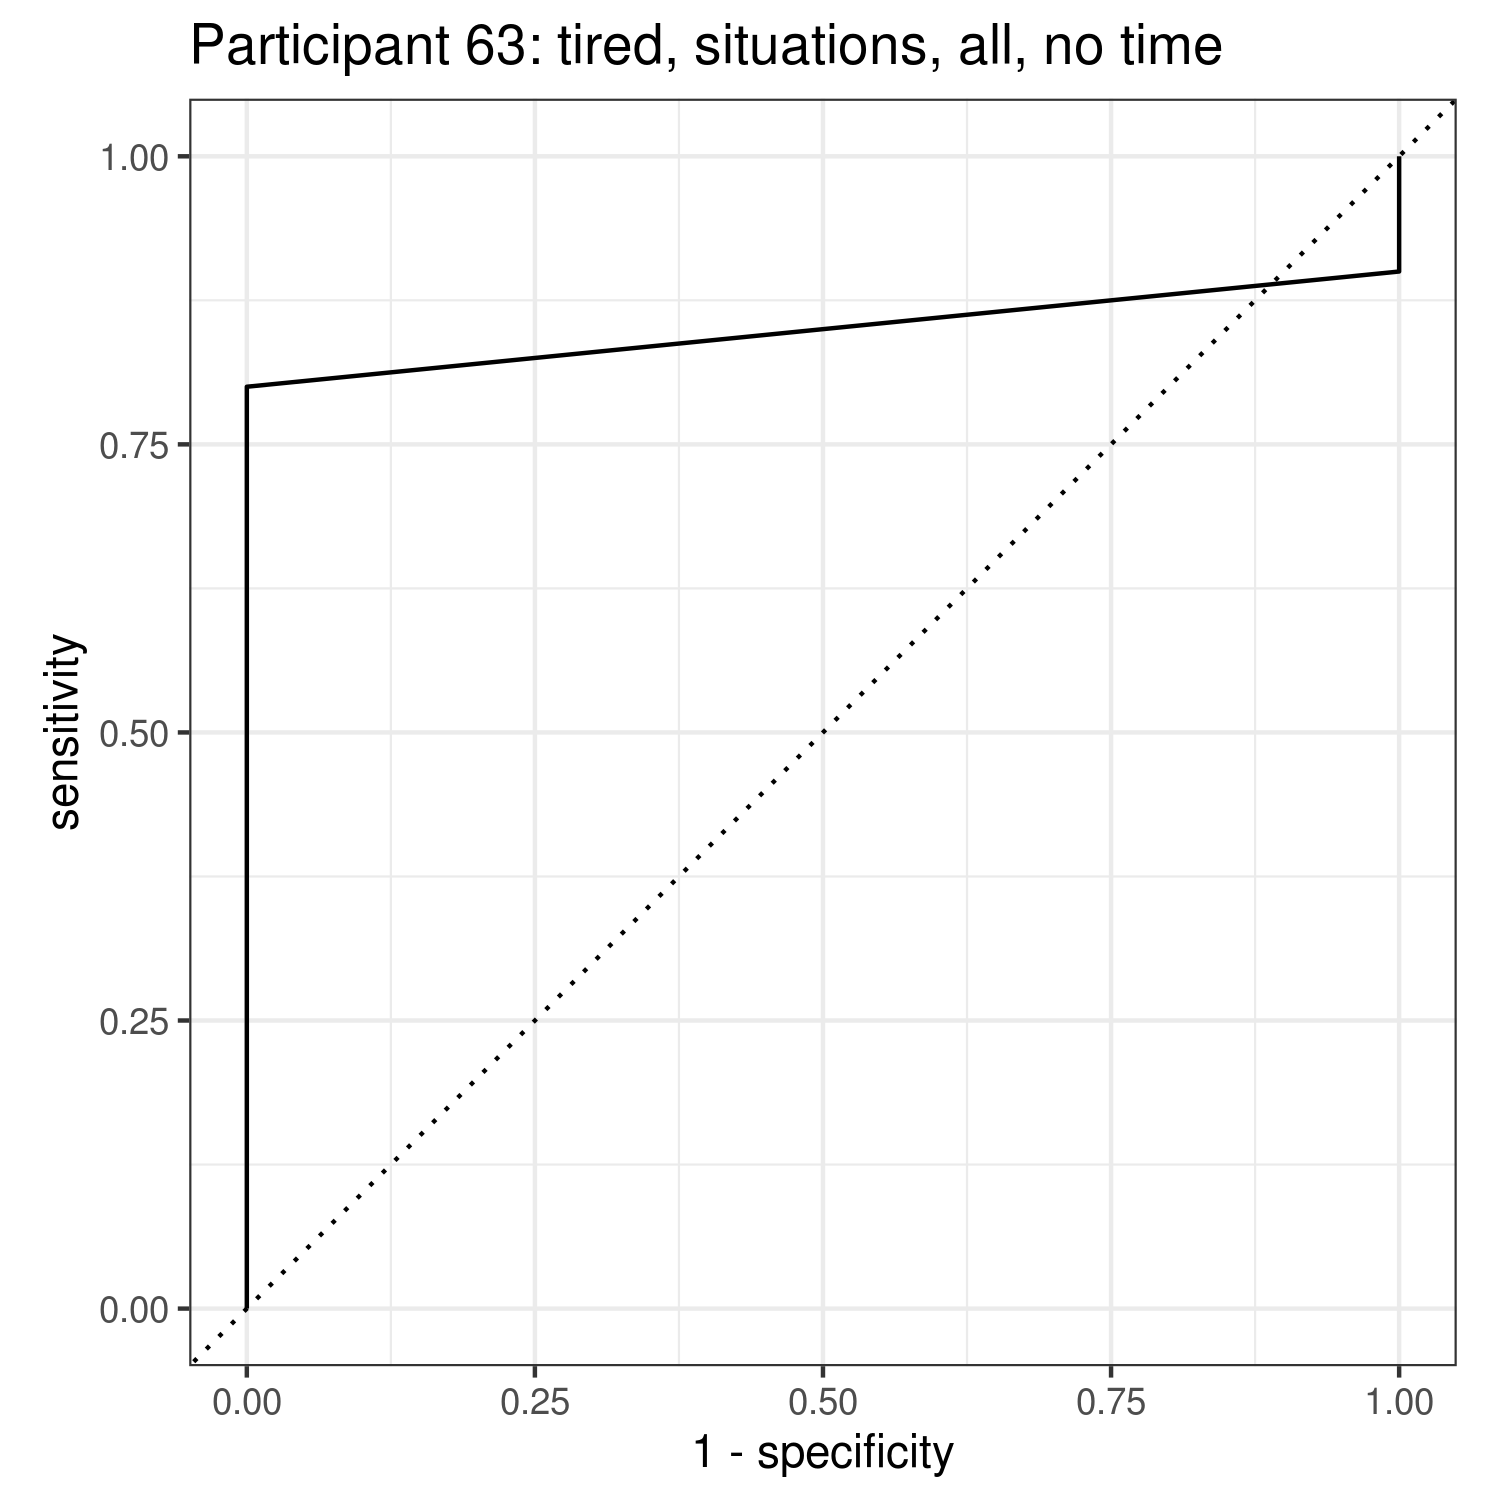 Participant 63: tired, situations, all, no time
1.00
0.75
0.50
0.25
0.00
sensitivity
0.00 0.25 0.50 0.75 1.00
1 - specificity